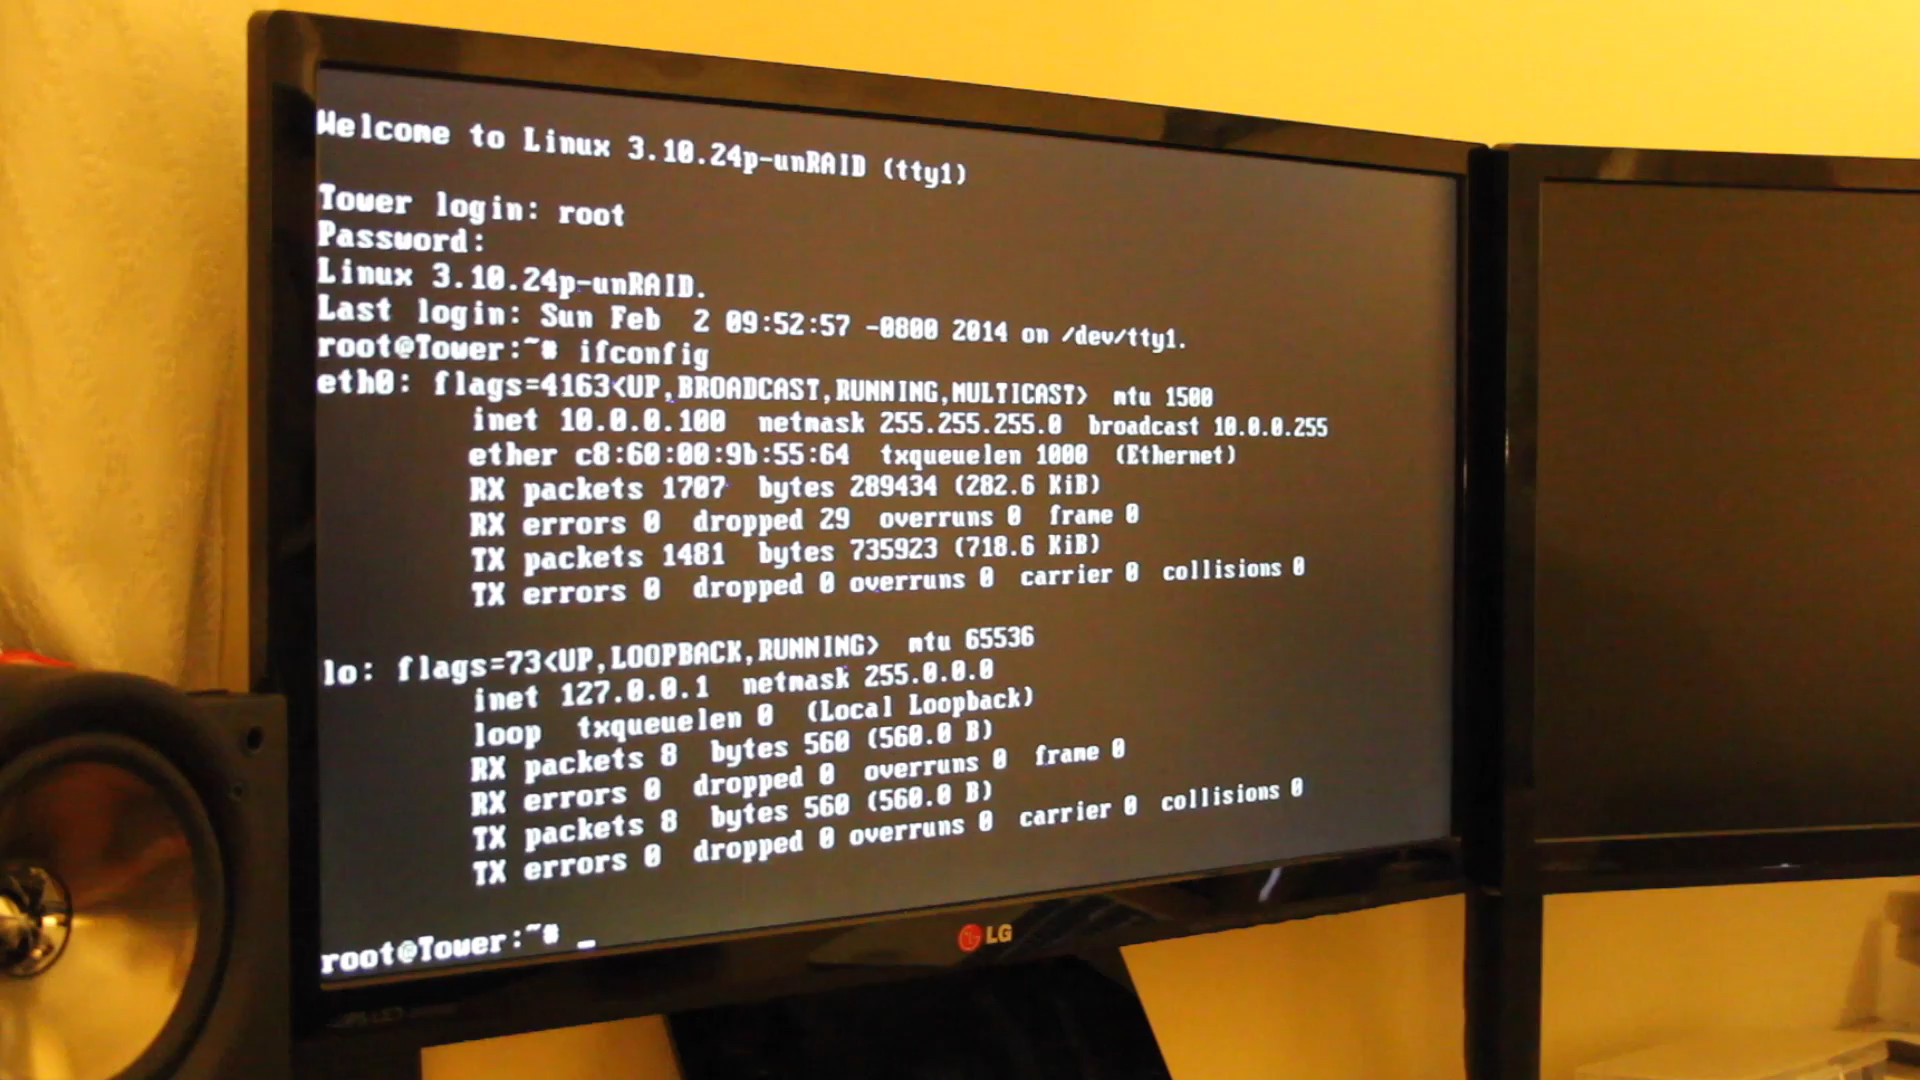 Welcome to Linux 3.10.24p-unRAID (tty1)
Tower login: root
Password:
Linux 3.10.24p-unRAID.
Last login: Sun Feb  2 09:52:57 -0800 2014 on /dev/tty1.
root@Tower:~# ifconfig
eth0: flags=4163<UP,BROADCAST,RUNNING,MULTICAST>  mtu 1500
inet 10.0.0.100  netmask 255.255.255.0  broadcast 10.0.0.255
ether c8:60:00:9b:55:64  txqueuelen 1000  (Ethernet)
RX packets 1707  bytes 289434 (282.6 KiB)
RX errors 0  dropped 29  overruns 0  frame 0
TX packets 1481  bytes 735923 (718.6 KiB)
TX errors 0  dropped 0 overruns 0  carrier 0  collisions 0
lo: flags=73<UP,LOOPBACK,RUNNING>  mtu 65536
inet 127.0.0.1  netmask 255.0.0.0
loop  txqueuelen 0  (Local Loopback)
RX packets 8  bytes 560 (560.0 B)
RX errors 0  dropped 0  overruns 0  frame 0
TX packets 8  bytes 560 (560.0 B)
TX errors 0  dropped 0 overruns 0  carrier 0  collisions 0
root@Tower:~# _
LG